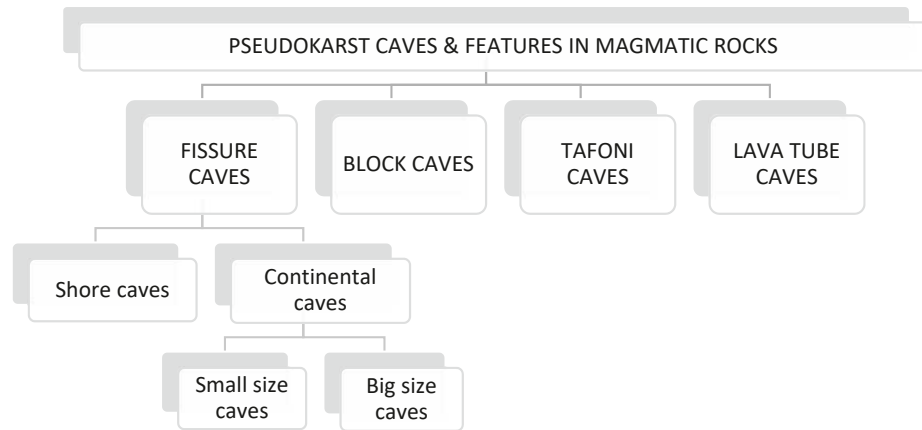 PSEUDOKARST CAVES & FEATURES IN MAGMATIC ROCKS
FISSURE
CAVES
BLOCK CAVES
TAFONI
CAVES
LAVA TUBE
CAVES
Shore caves
Continental
caves
Small size
caves
Big size
caves